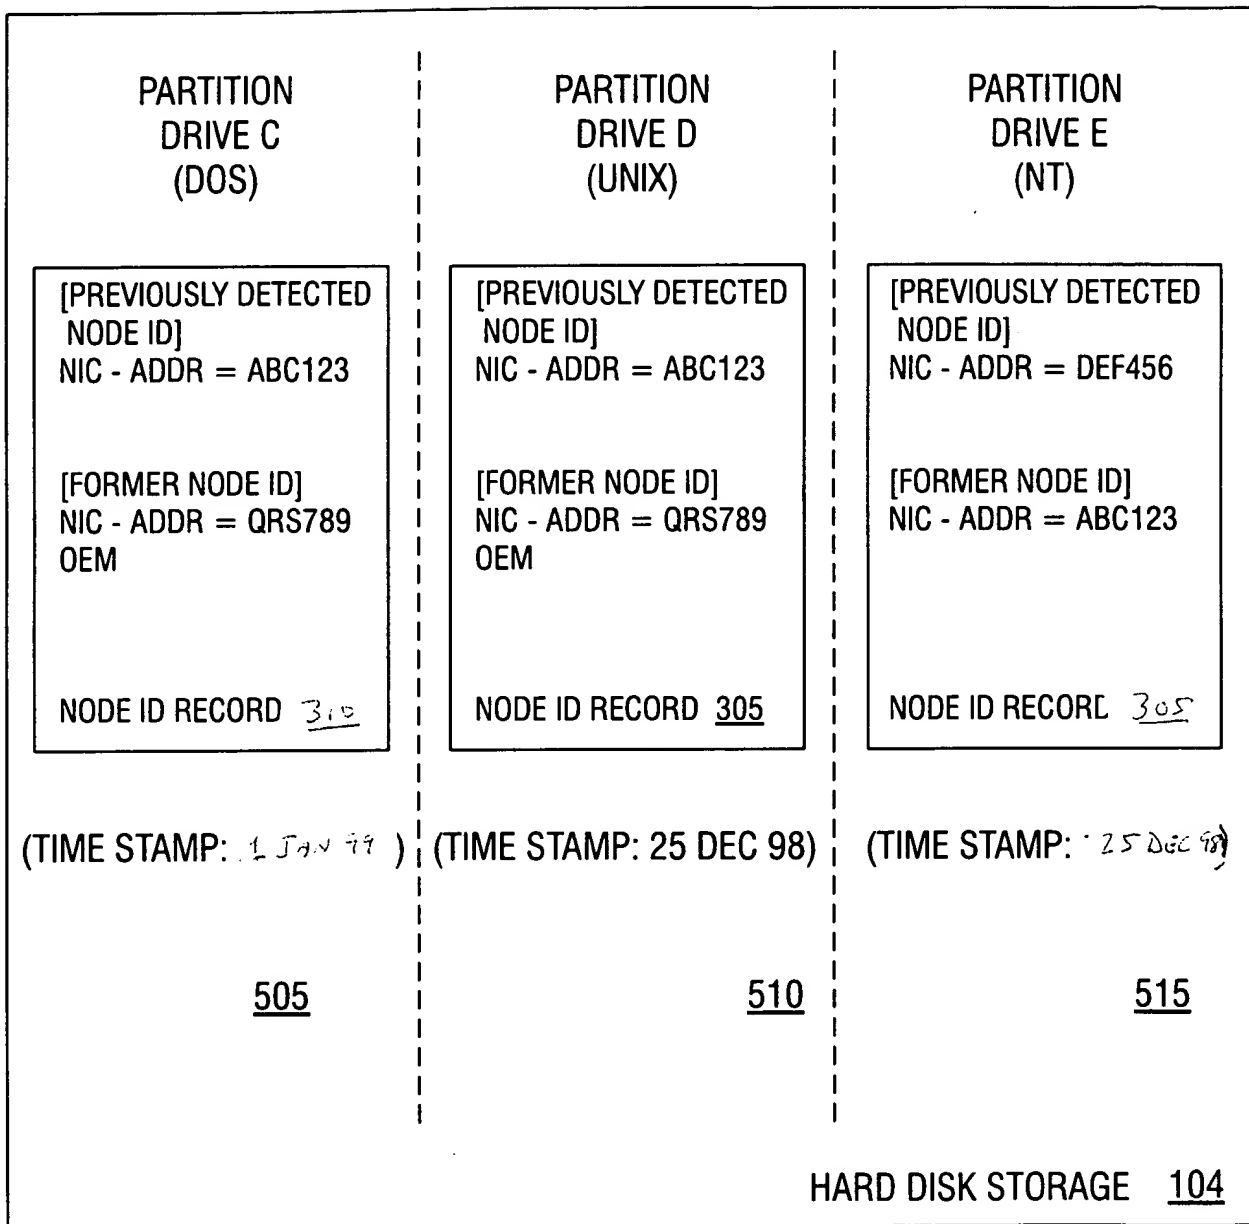 PARTITION
DRIVE C
(DOS)
[PREVIOUSLY DETECTED
NODE ID]
NIC - ADDR = ABC123
[FORMER NODE ID]
NIC - ADDR = QRS789
OEM
NODE ID RECORD 310
(TIME STAMP: 1 JAN 99)
505
PARTITION
DRIVE D
(UNIX)
[PREVIOUSLY DETECTED
NODE ID]
NIC - ADDR = ABC123
[FORMER NODE ID]
NIC - ADDR = QRS789
OEM
NODE ID RECORD 305
(TIME STAMP: 25 DEC 98)
510
PARTITION
DRIVE E
(NT)
[PREVIOUSLY DETECTED
NODE ID]
NIC - ADDR = DEF456
[FORMER NODE ID]
NIC - ADDR = ABC123
NODE ID RECORD 305
(TIME STAMP: 25 DEC 98)
515
HARD DISK STORAGE 104